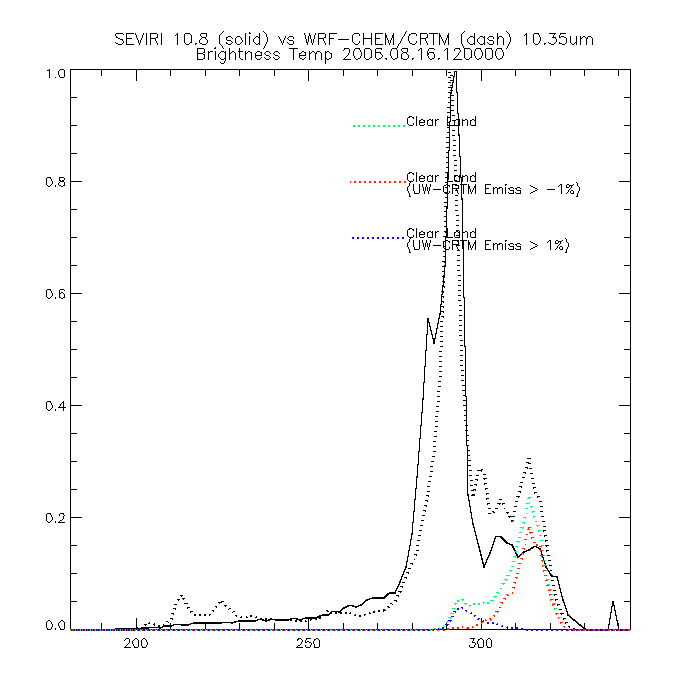 SEVIRI 10.8 (solid) vs WRF-CHEM/CRTM (dash) 10.35um
Brightness Temp 2006.08.16.120000
1.0
Clear Land
0.8
Clear Land
(UW-CRTM Emiss > -1%)
Clear Land
(UW-CRTM Emiss > 1%)
0.6
0.4
0.2
0.0
200
250
300